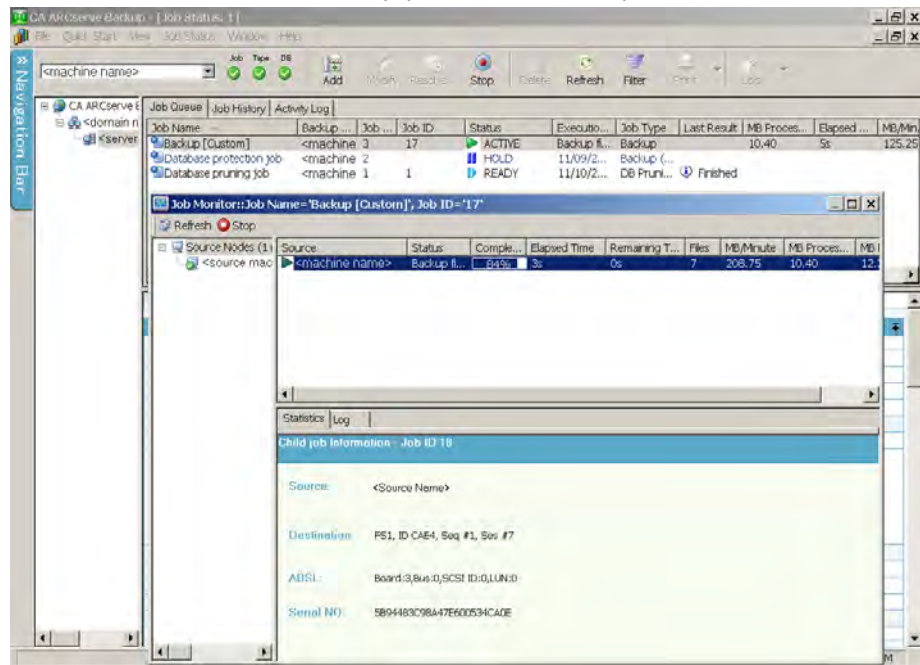 CA ARCserve Backup - [Job Status: 1]
File Quick Start View Job Status Window Help
Job Tape DB
<machine name>
Add Modify Stop Delete Refresh Filter Print
Navigation Bar
CA ARCserve E
<domain n
<server
Job Queue Job History Activity Log
Job Name Backup ... Job ... Job ID Status Executio... Job Type Last Result MB Proces... Elapsed ... MB/Min
Backup [Custom] <machine 3 17 ACTIVE Backup fi... Backup 10.40 5s 125.25
Database protection job <machine 2 HOLD 11/09/2... Backup (...
Database pruning job <machine 1 1 READY 11/10/2... DB Pruni... Finished
Job Monitor::Job Name='Backup [Custom]', Job ID='17'
Refresh Stop
Source Nodes (1)
<source mac
Source Status Comple... Elapsed Time Remaining T... Files MB/Minute MB Proces... MB
<machine name> Backup fi... 84% 3s 0s 7 208.75 10.40 12.
Statistics Log
Child job Information - Job ID 18
Source: <Source Name>
Destination: FS1, ID CAE4, Seq #1, Ses #7
ABSL: Board:3,Bus:0,SCSI ID:0,LUN:0
Serial NO: